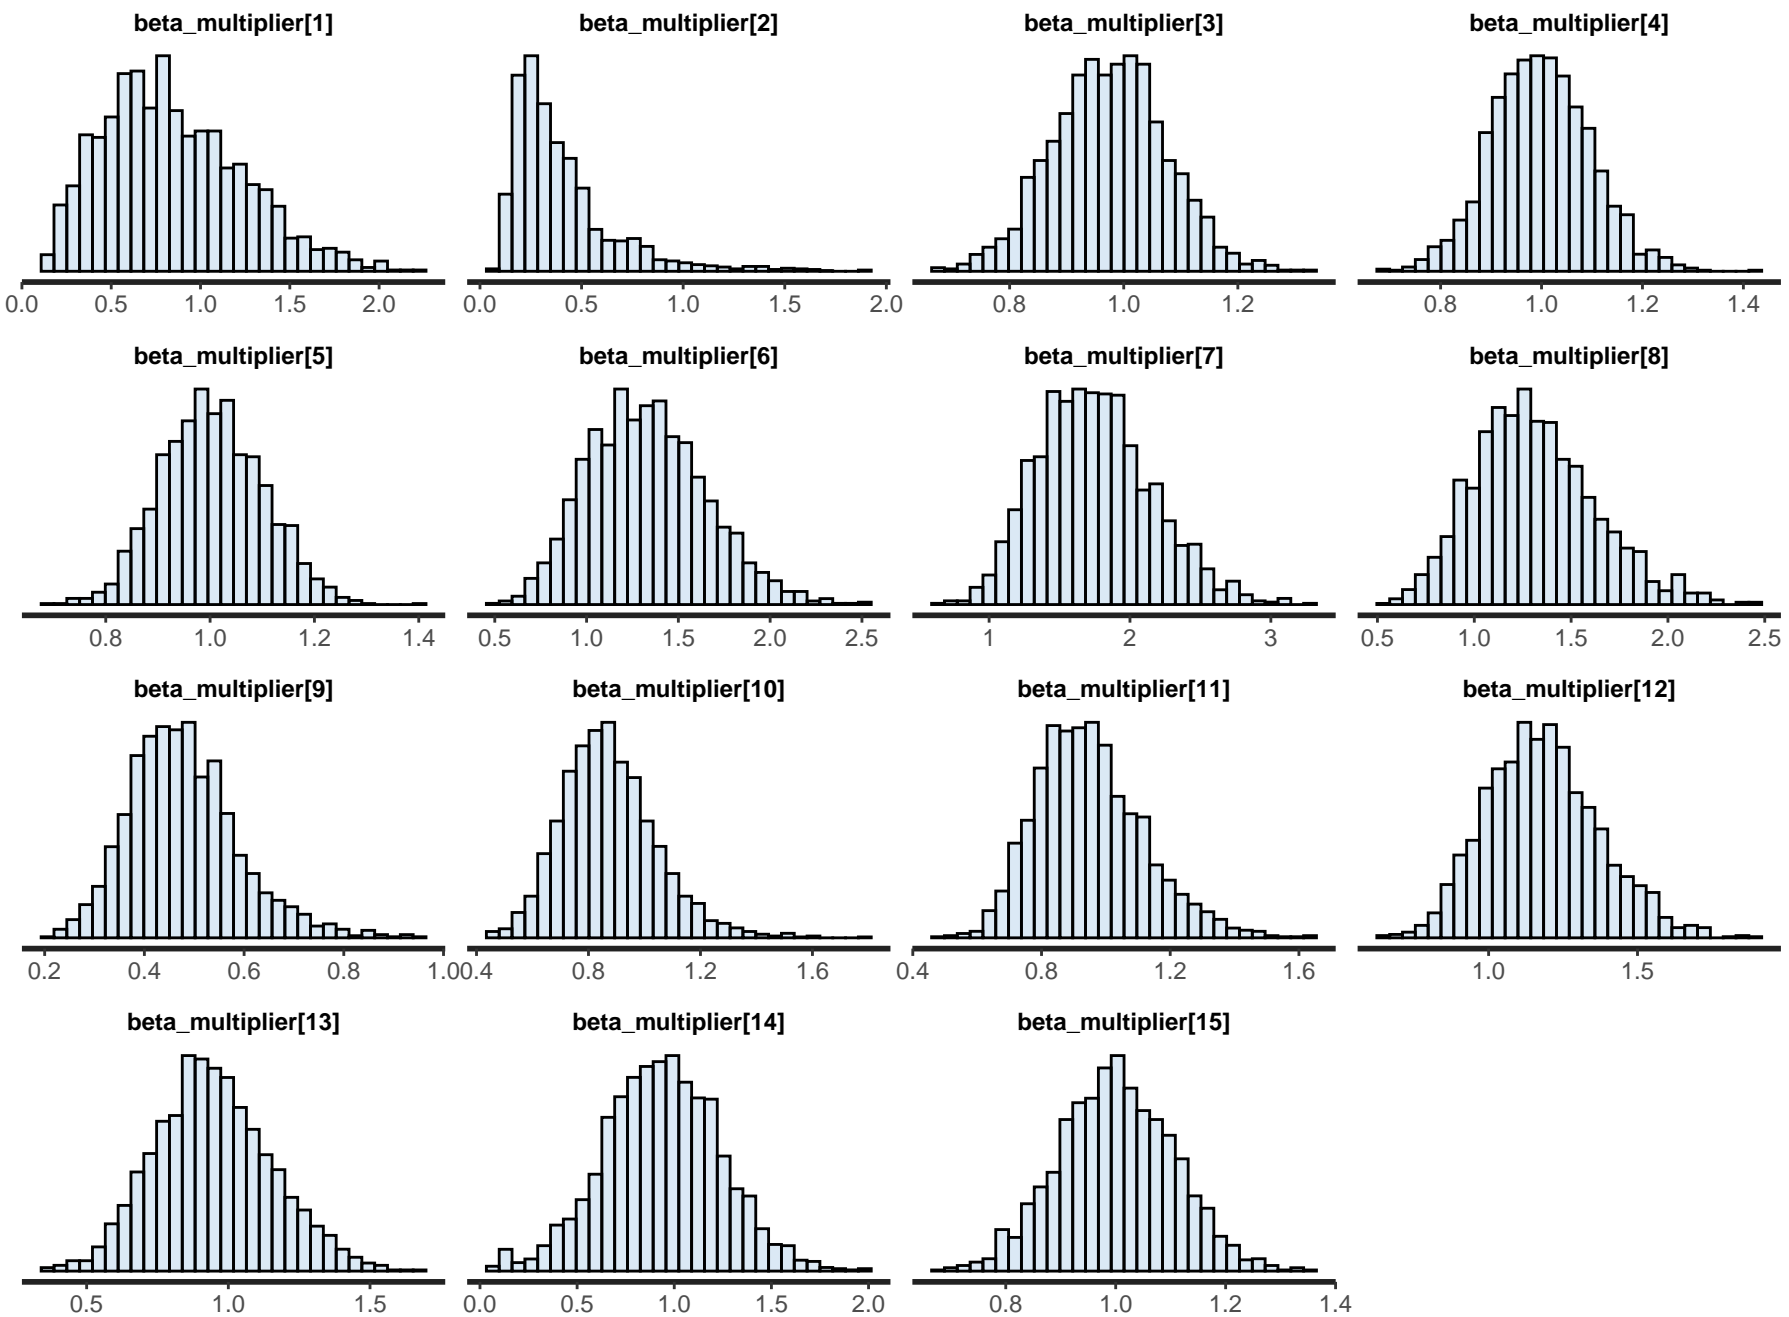 beta_multiplier[1] beta_multiplier[2] beta_multiplier[3] beta_multiplier[4]
0.0 0.5 1.0 1.5 2.0 0.0 0.5 1.0 1.5 2.0 0.8 1.0 1.2 0.8 1.0 1.2 1.4
beta_multiplier[5] beta_multiplier[6] beta_multiplier[7] beta_multiplier[8]
0.8 1.0 1.2 1.4 0.5 1.0 1.5 2.0 2.5 1 2 3 0.5 1.0 1.5 2.0 2.5
beta_multiplier[9] beta_multiplier[10] beta_multiplier[11] beta_multiplier[12]
0.2 0.4 0.6 0.8 1.0 0.4 0.8 1.2 1.6 0.4 0.8 1.2 1.6 1.0 1.5
beta_multiplier[13] beta_multiplier[14] beta_multiplier[15]
0.5 1.0 1.5 0.0 0.5 1.0 1.5 2.0 0.8 1.0 1.2 1.4